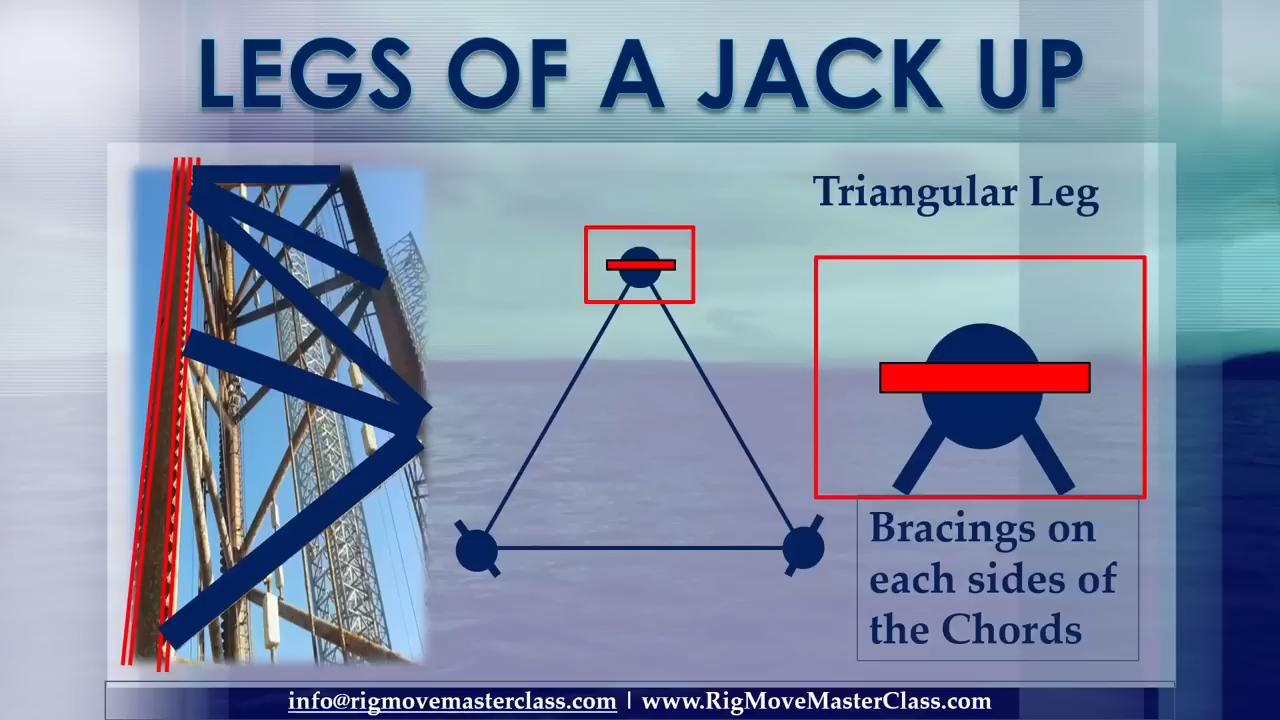 LEGS OF A JACK UP
Triangular Leg
Bracings on
each sides of
the Chords
info@rigmovemasterclass.com | www.RigMoveMasterClass.com